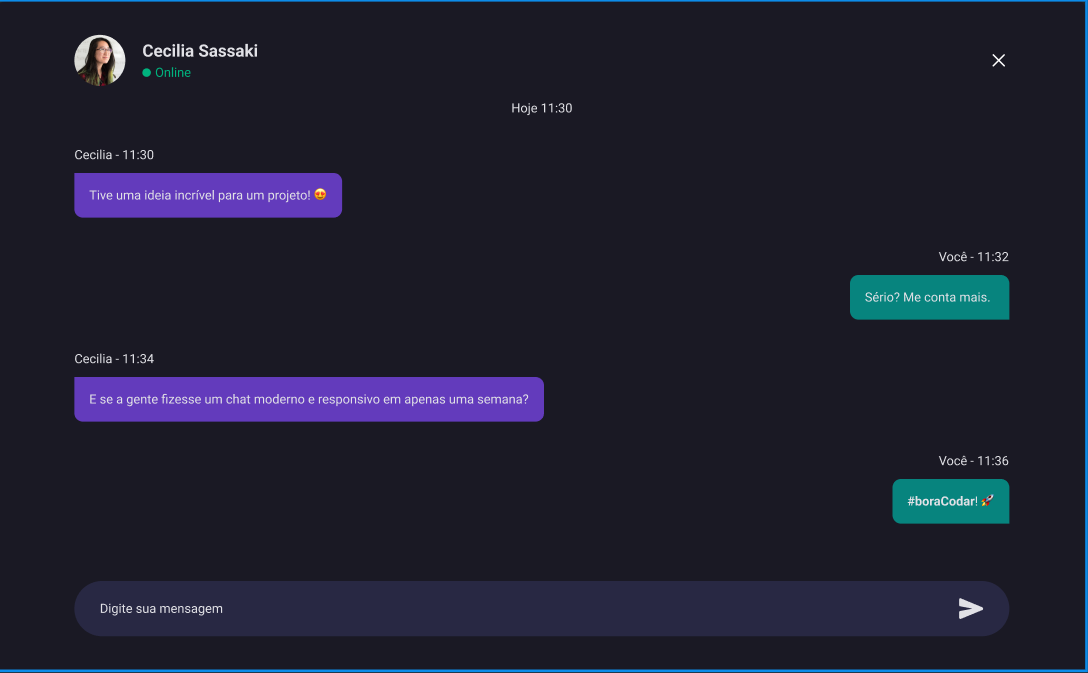 Cecilia Sassaki
Online
Hoje 11:30
Cecilia - 11:30
Tive uma ideia incrível para um projeto! 😍
Você - 11:32
Sério? Me conta mais.
Cecilia - 11:34
E se a gente fizesse um chat moderno e responsivo em apenas uma semana?
Você - 11:36
#boraCodar! 🚀
Digite sua mensagem